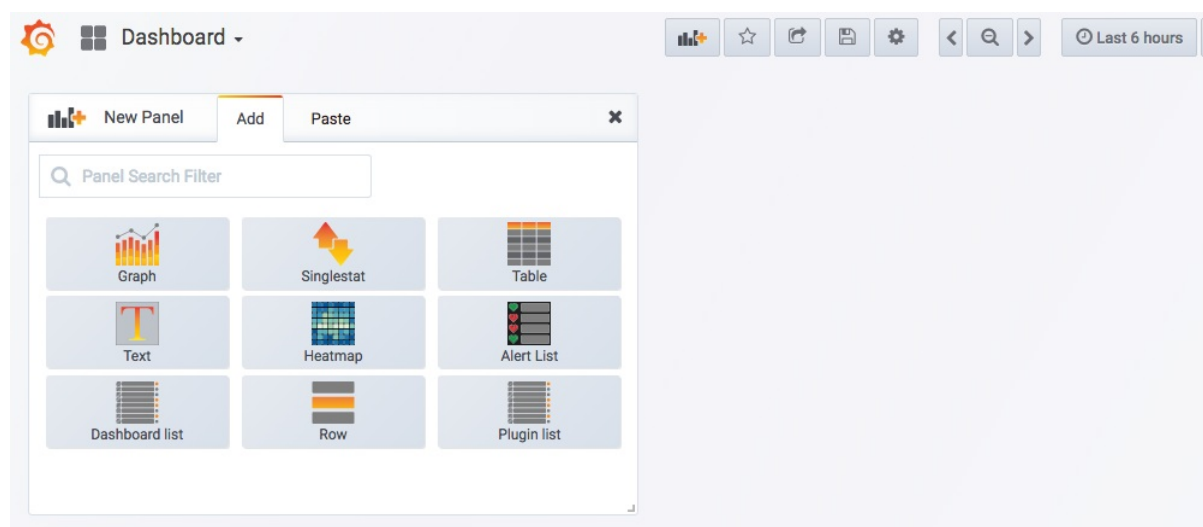 Dashboard
Last 6 hours
New Panel
Add
Paste
Panel Search Filter
Graph
Singlestat
Table
Text
Heatmap
Alert List
Dashboard list
Row
Plugin list